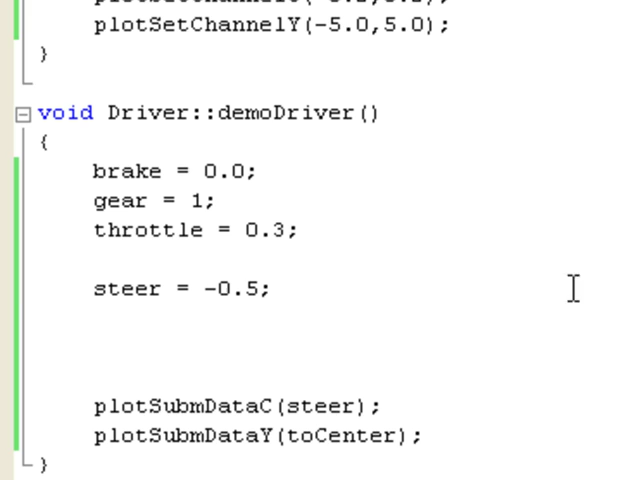 plotSetChannelY(-5.0,5.0);
}
void Driver::demoDriver()
{
brake = 0.0;
gear = 1;
throttle = 0.3;
steer = -0.5;
plotSubmDataC(steer);
plotSubmDataY(toCenter);
}